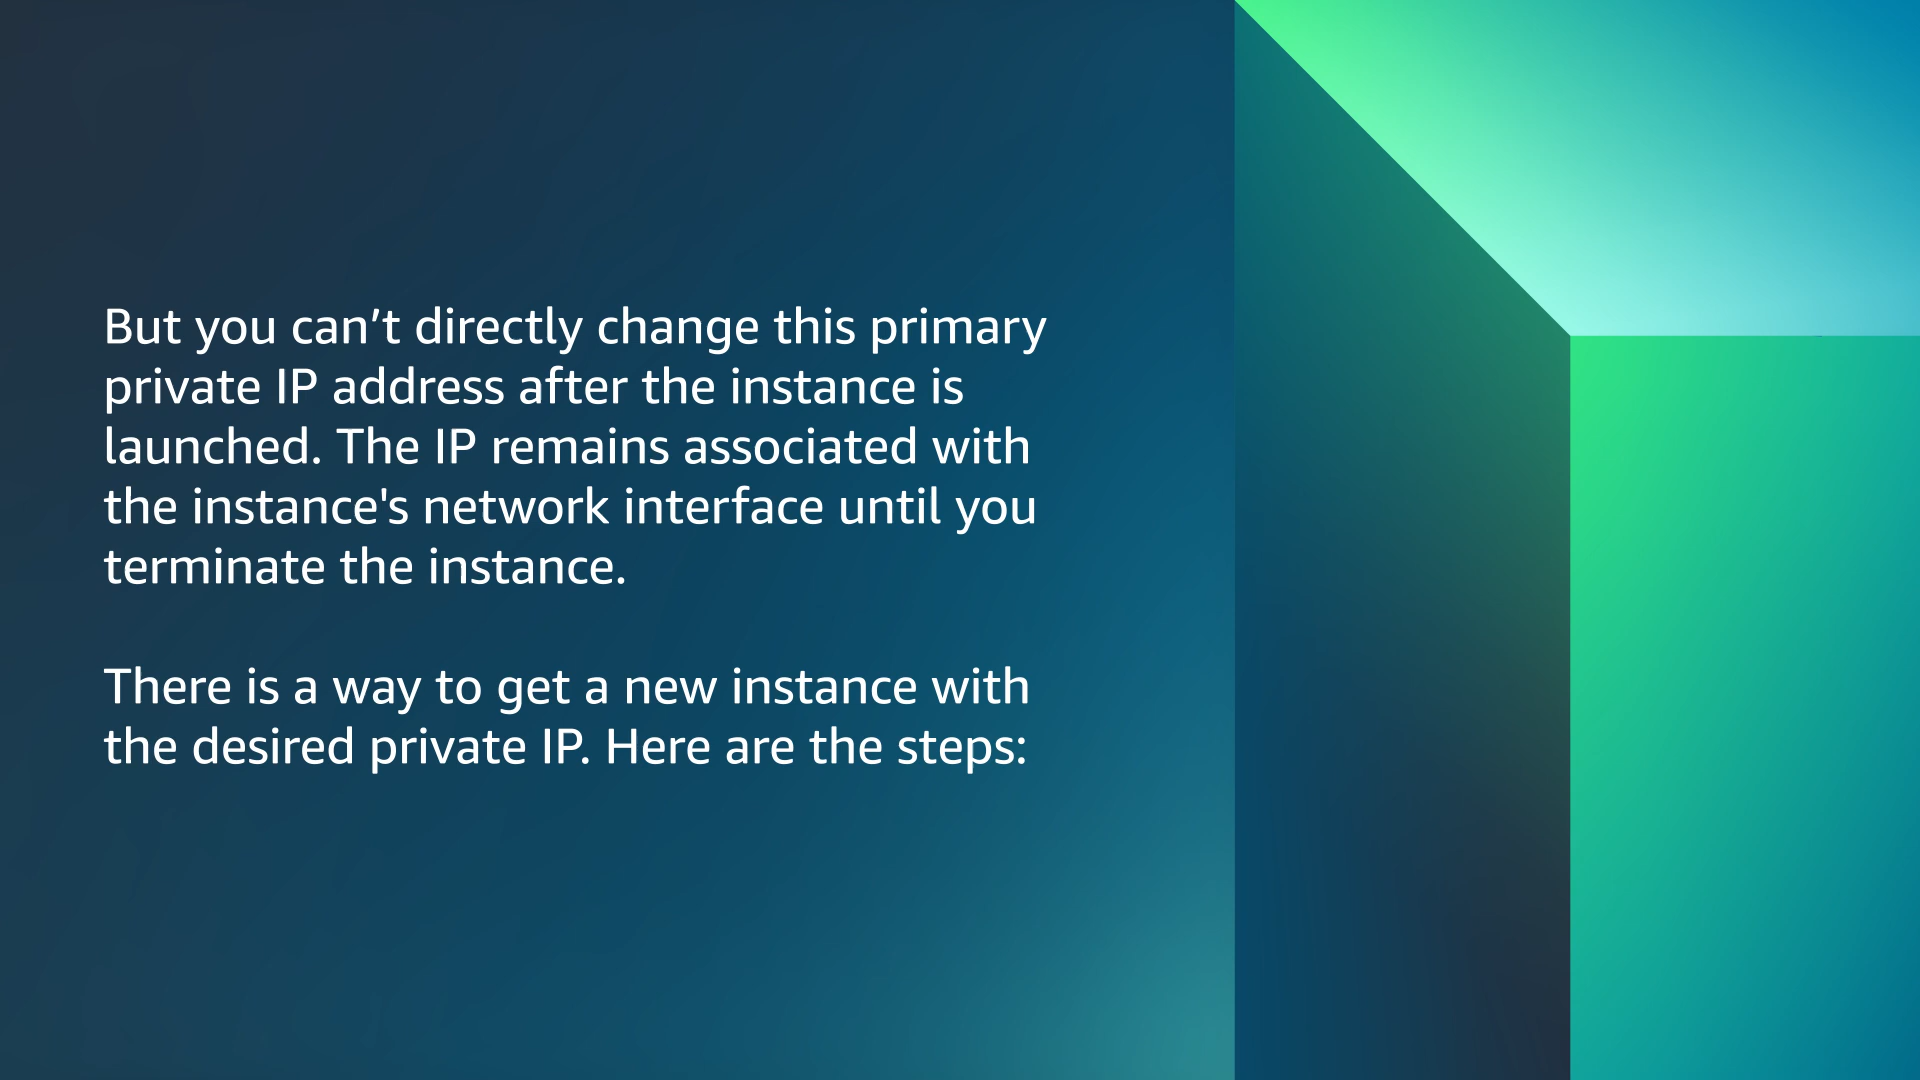 But you can’t directly change this primary
private IP address after the instance is
launched. The IP remains associated with
the instance's network interface until you
terminate the instance.
There is a way to get a new instance with
the desired private IP. Here are the steps: